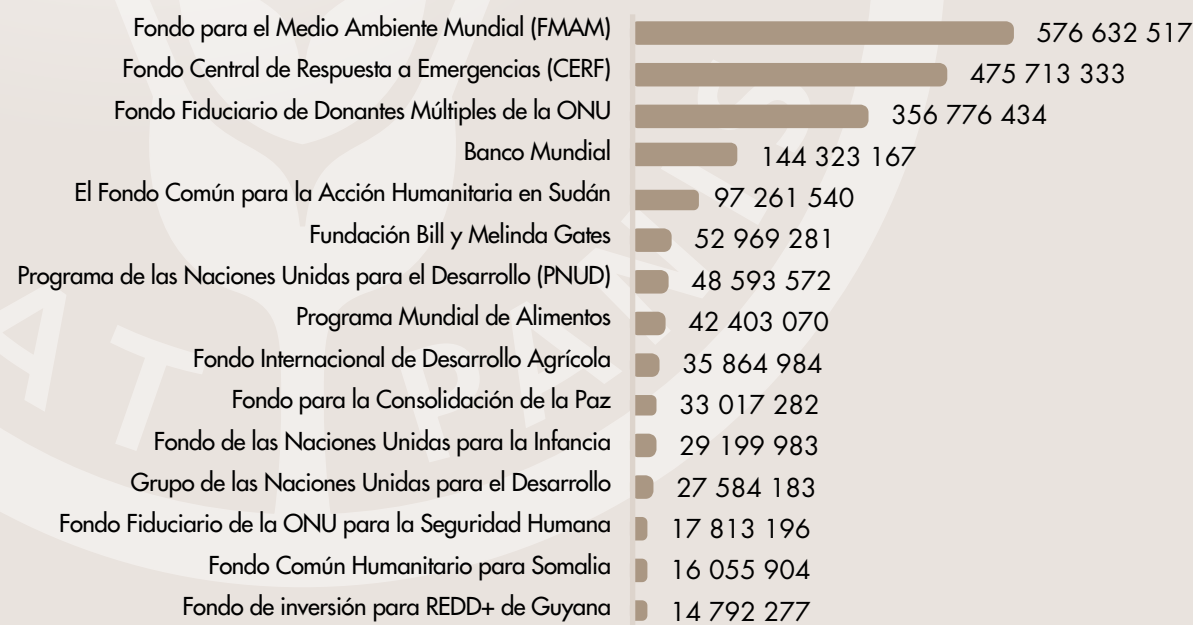 Fondo para el Medio Ambiente Mundial (FMAM) 576 632 517
Fondo Central de Respuesta a Emergencias (CERF) 475 713 333
Fondo Fiduciario de Donantes Múltiples de la ONU 356 776 434
Banco Mundial 144 323 167
El Fondo Común para la Acción Humanitaria en Sudán 97 261 540
Fundación Bill y Melinda Gates 52 969 281
Programa de las Naciones Unidas para el Desarrollo (PNUD) 48 593 572
Programa Mundial de Alimentos 42 403 070
Fondo Internacional de Desarrollo Agrícola 35 864 984
Fondo para la Consolidación de la Paz 33 017 282
Fondo de las Naciones Unidas para la Infancia 29 199 983
Grupo de las Naciones Unidas para el Desarrollo 27 584 183
Fondo Fiduciario de la ONU para la Seguridad Humana 17 813 196
Fondo Común Humanitario para Somalia 16 055 904
Fondo de inversión para REDD+ de Guyana 14 792 277
AT PANIS